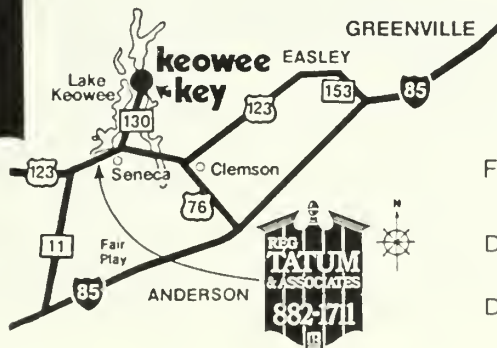 GREENVILLE
keowee
key
EASLEY
Lake
Keowee
153
85
123
130
123
Seneca
Clemson
76
11
Fair
Play
N
F
REG
TATUM
& ASSOCIATES
882-1711
D
85
ANDERSON
D